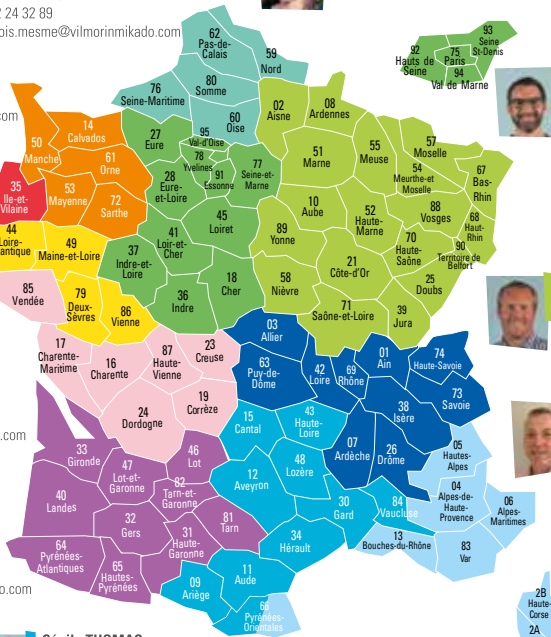 2 24 32 89
ois.mesme@vilmorinmikado.com
62
Pas-de-
Calais
59
Nord
80
Somme
76
Seine-Maritime
60
Oise
02
Aisne
08
Ardennes
92
Hauts de
Seine
75
Paris
93
Seine
St-Denis
94
Val de Marne
com
14
Calvados
50
Manche
61
Orne
27
Eure
95
Val-d'Oise
78
Yvelines
91
Essonne
77
Seine-et-
Marne
51
Marne
55
Meuse
57
Moselle
54
Meurthe-et
Moselle
67
Bas-
Rhin
35
Ile-et
Vilaine
53
Mayenne
72
Sarthe
28
Eure-
et-Loir
45
Loiret
10
Aube
52
Haute-
Marne
88
Vosges
68
Haut-
Rhin
44
Loire-
antique
49
Maine-et-Loire
37
Indre-et
Loire
41
Loir-et
Cher
89
Yonne
21
Côte-d'Or
70
Haute-
Saône
90
Territoire de
Belfort
25
Doubs
85
Vendée
79
Deux-
Sèvres
86
Vienne
36
Indre
18
Cher
58
Nièvre
71
Saône-et-Loire
39
Jura
17
Charente-
Maritime
16
Charente
87
Haute-
Vienne
23
Creuse
03
Allier
63
Puy-de-
Dôme
42
Loire
69
Rhône
01
Ain
74
Haute-Savoie
73
Savoie
24
Dordogne
19
Corrèze
15
Cantal
43
Haute-
Loire
38
Isère
.com
33
Gironde
47
Lot-et-
Garonne
46
Lot
12
Aveyron
48
Lozère
07
Ardèche
26
Drôme
05
Hautes-
Alpes
40
Landes
82
Tarn-et
Garonne
32
Gers
31
Haute-
Garonne
81
Tarn
30
Gard
84
Vaucluse
04
Alpes-de-
Haute-
Provence
06
Alpes-
Maritimes
64
Pyrénées-
Atlantiques
65
Hautes-
Pyrénées
34
Hérault
13
Bouches-du-Rhône
83
Var
09
Ariège
11
Aude
66
Pyrénées-
Orientales
o.com
2B
Haute-
Corse
2A
Cécile THOMAS